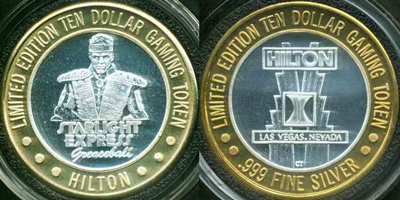 LIMITED EDITION TEN DOLLAR GAMING TOKEN
STARLIGHT
EXPRESS
Greaseball
HILTON
LIMITED EDITION TEN DOLLAR GAMING TOKEN
HILTON
LAS VEGAS, NEVADA
CT
.999 FINE SILVER